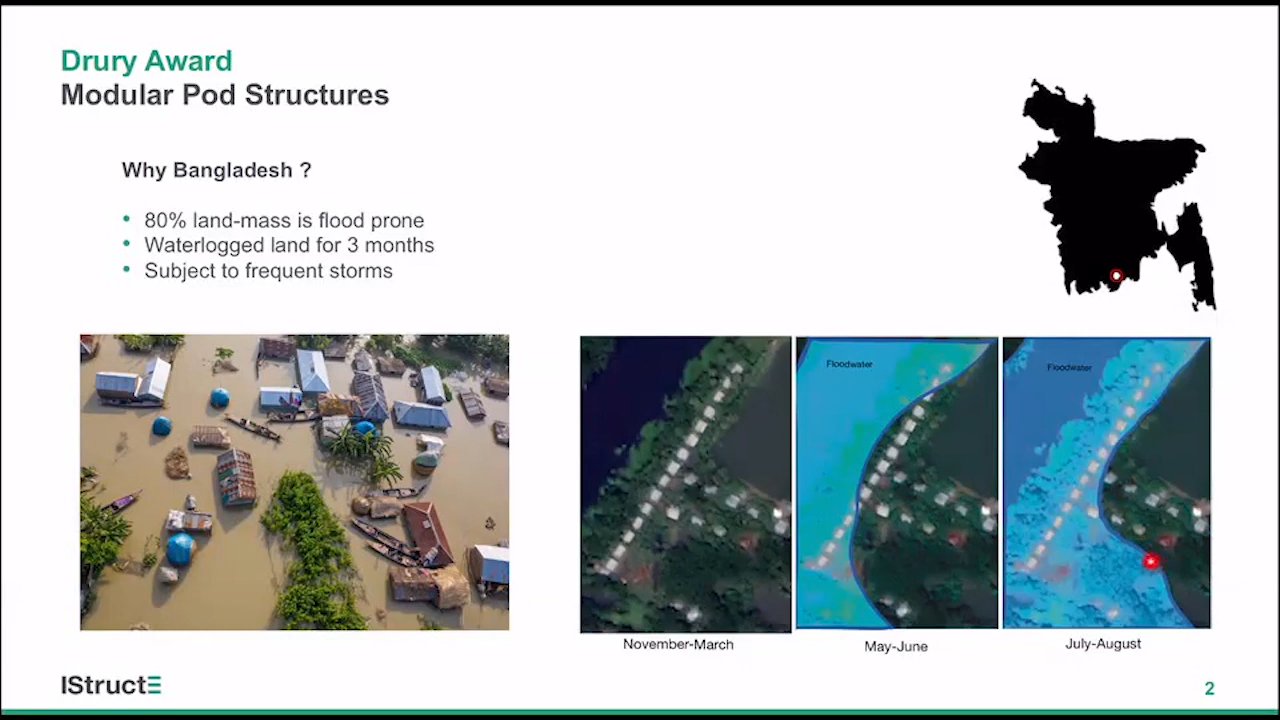 Drury Award
Modular Pod Structures
Why Bangladesh ?
• 80% land-mass is flood prone
• Waterlogged land for 3 months
• Subject to frequent storms
Floodwater
Floodwater
November-March
May-June
July-August
IStructE
2